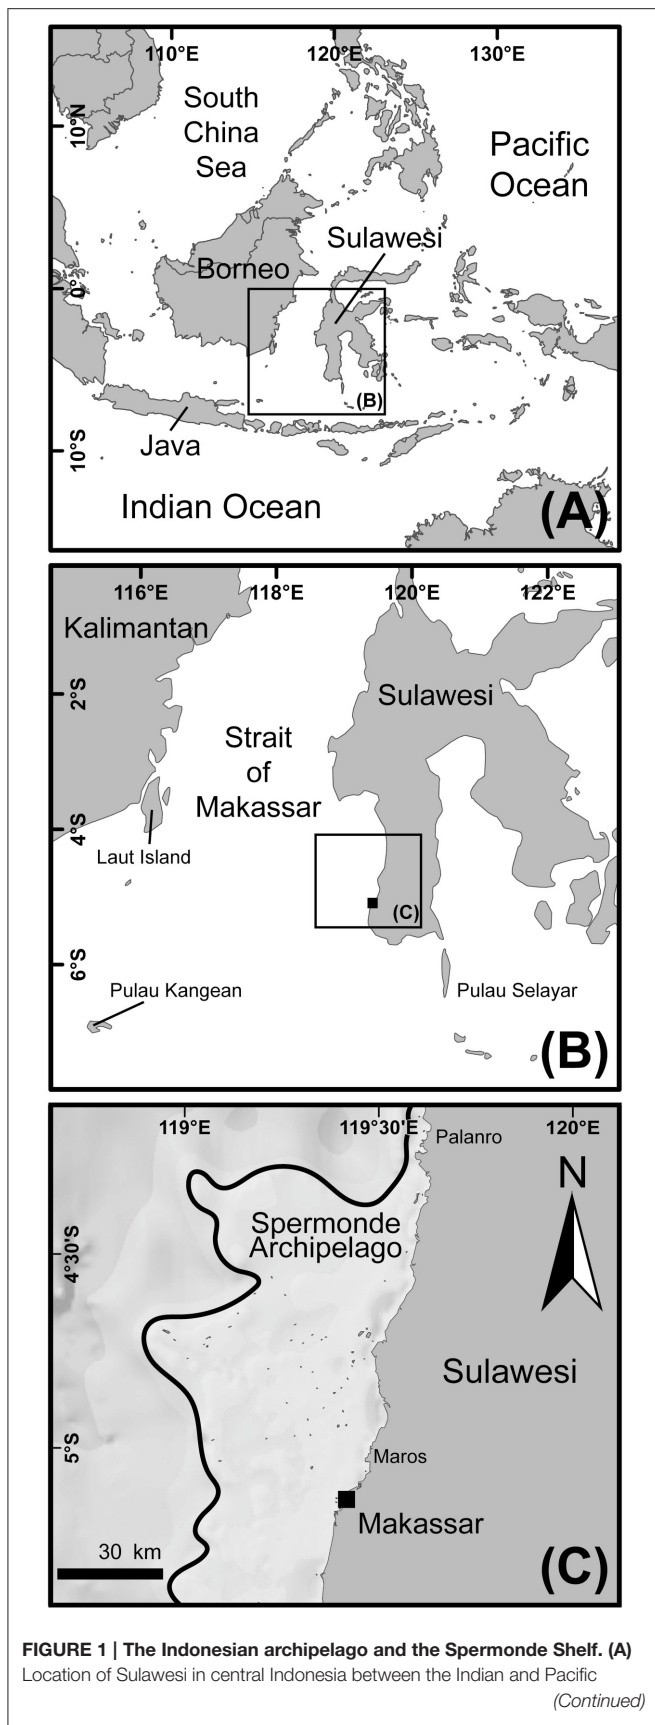 110°E 120°E 130°E
South
China
Sea
10°N
Pacific
Ocean
Sulawesi
Borneo
0°
(B)
Java
10°S
Indian Ocean
(A)
116°E 118°E 120°E 122°E
Kalimantan
2°S
Sulawesi
Strait
of
Makassar
4°S
Laut Island
(C)
6°S
Pulau Kangean
Pulau Selayar
(B)
119°E 119°30'E 120°E
Palanro
N
Spermonde
Archipelago
4°30'S
Sulawesi
5°S
Maros
Makassar
30 km
(C)
FIGURE 1 | The Indonesian archipelago and the Spermonde Shelf. (A)
Location of Sulawesi in central Indonesia between the Indian and Pacific
(Continued)